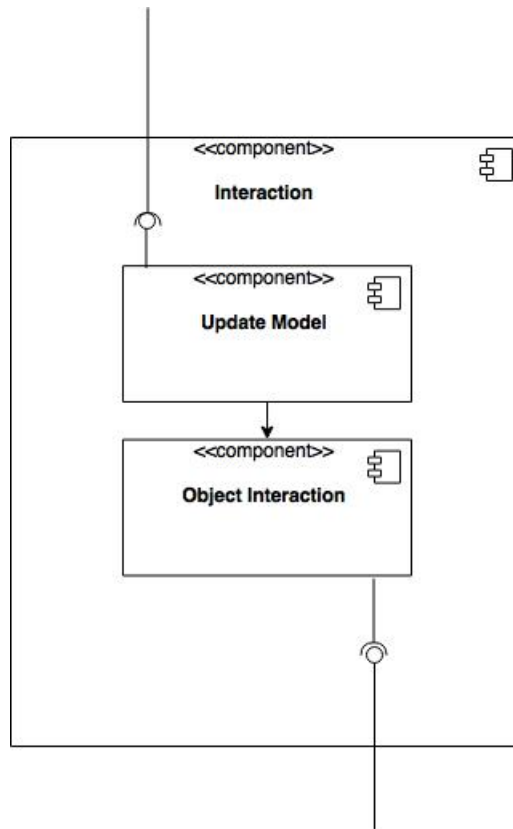 <<component>>
Interaction
<<component>>
Update Model
<<component>>
Object Interaction